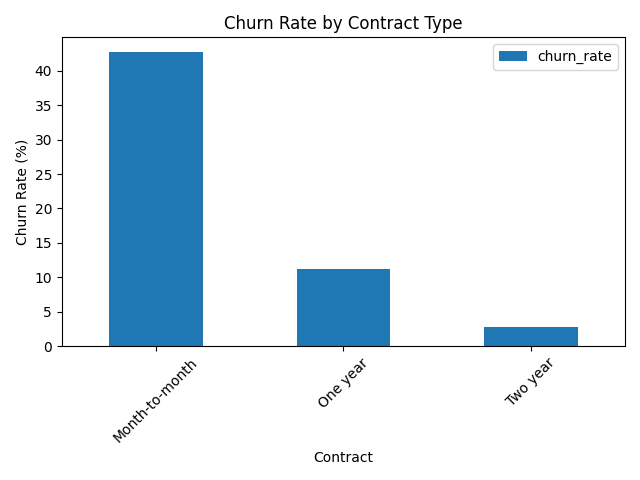 Churn Rate by Contract Type
churn_rate
Churn Rate (%)
40
35
30
25
20
15
10
5
0
Month-to-month
One year
Two year
Contract